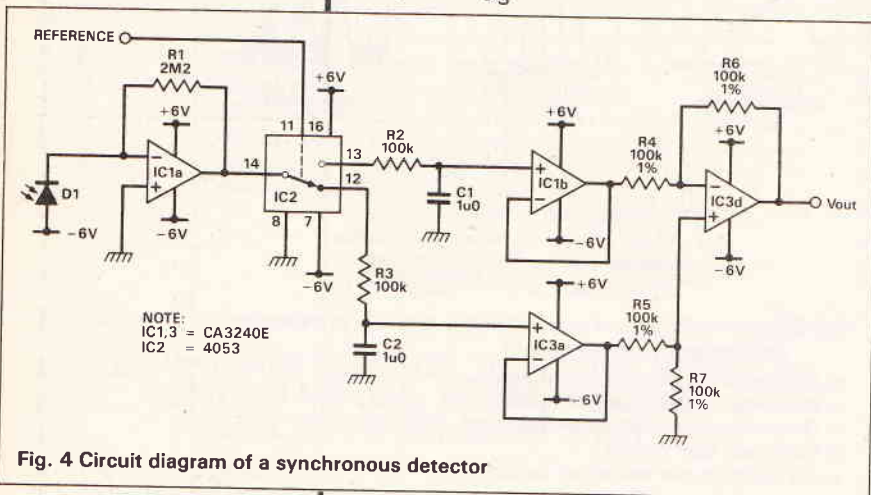 REFERENCE
R1
2M2
+6V
+6V
11 16
14
13
12
IC2
8
7
IC1a
D1
-6V
-6V
-6V
R2
100k
C1
1u0
+6V
IC1b
-6V
R4
100k
1%
R6
100k
1%
+6V
IC3d
Vout
-6V
R3
100k
C2
1u0
+6V
IC3a
-6V
R5
100k
1%
R7
100k
1%
NOTE:
IC1,3 = CA3240E
IC2 = 4053
Fig. 4 Circuit diagram of a synchronous detector